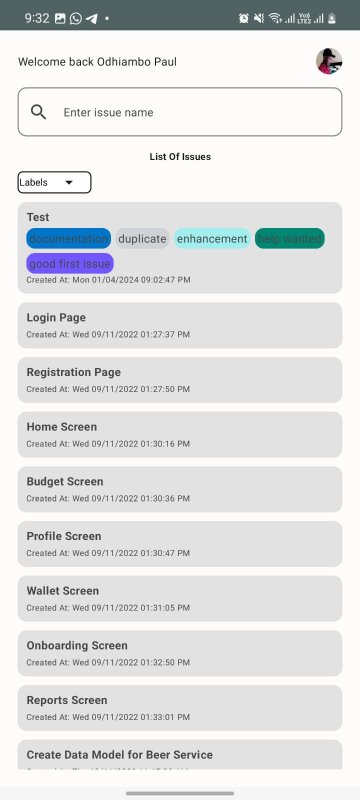 9:32
Welcome back Odhiambo Paul
Enter issue name
List Of Issues
Labels
Test
documentation duplicate enhancement help wanted
good first issue
Created At: Mon 01/04/2024 09:02:47 PM
Login Page
Created At: Wed 09/11/2022 01:27:37 PM
Registration Page
Created At: Wed 09/11/2022 01:27:50 PM
Home Screen
Created At: Wed 09/11/2022 01:30:16 PM
Budget Screen
Created At: Wed 09/11/2022 01:30:36 PM
Profile Screen
Created At: Wed 09/11/2022 01:30:47 PM
Wallet Screen
Created At: Wed 09/11/2022 01:31:05 PM
Onboarding Screen
Created At: Wed 09/11/2022 01:32:50 PM
Reports Screen
Created At: Wed 09/11/2022 01:33:01 PM
Create Data Model for Beer Service